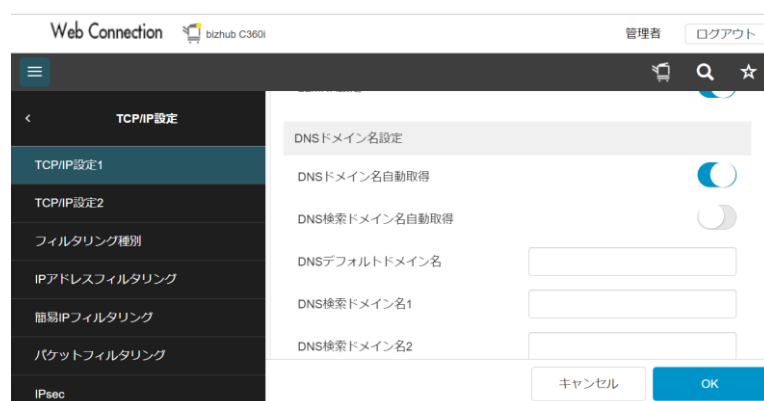 Web Connection bizhub C360i 管理者 ログアウト
TCP/IP設定
TCP/IP設定1
TCP/IP設定2
フィルタリング種別
IPアドレスフィルタリング
簡易IPフィルタリング
パケットフィルタリング
IPsec
DNSドメイン名設定
DNSドメイン名自動取得
DNS検索ドメイン名自動取得
DNSデフォルトドメイン名
DNS検索ドメイン名1
DNS検索ドメイン名2
キャンセル OK